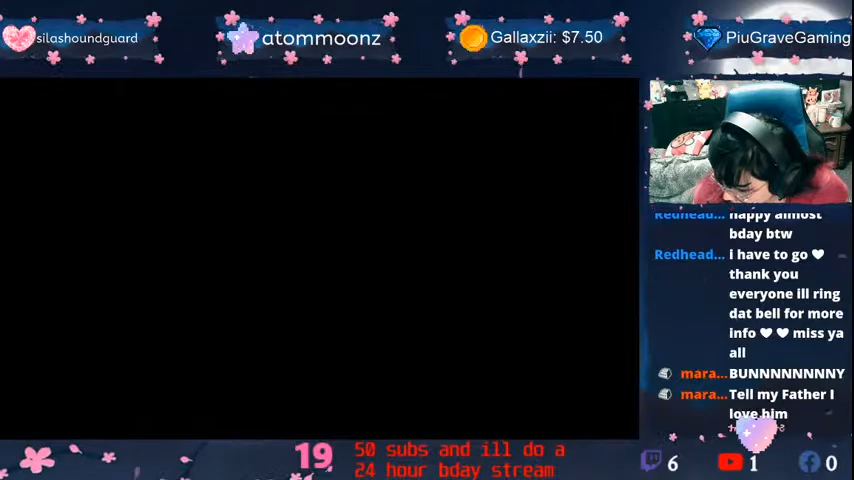 silashoundguard
atommoonz
Gallaxzii: $7.50
PiuGraveGaming
Redhead... happy almost
bday btw
Redhead... i have to go ♥
thank you
everyone ill ring
dat bell for more
info ♥ ♥ miss ya
all
mara... BUNNNNNNNNY
mara... Tell my Father I
love him
19
50 subs and ill do a
24 hour bday stream
6
1
0